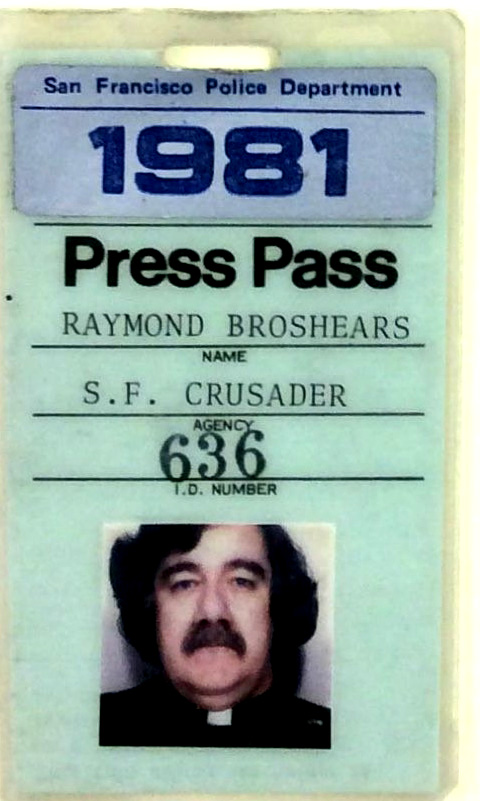 San Francisco Police Department
1981
Press Pass
RAYMOND BROSHEARS
NAME
S.F. CRUSADER
AGENCY
636
I.D. NUMBER